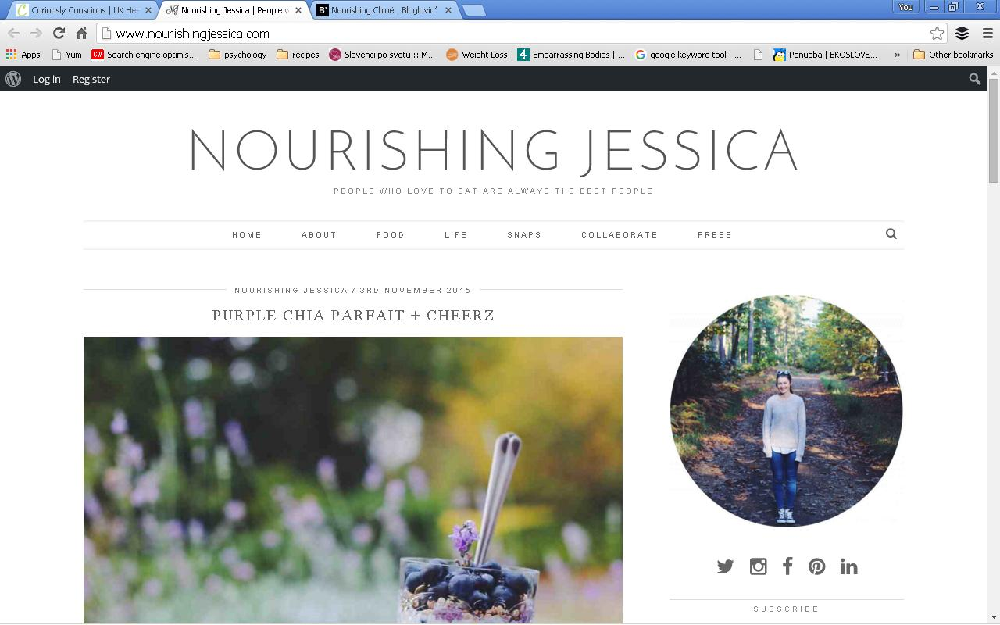 Curiously Conscious | UK Hea
Nourishing Jessica | People w
B' Nourishing Chloë | Bloglovin'
You
www.nourishingjessica.com
Apps Yum CW Search engine optimis... psychology recipes Slovenci po svetu :: M... Weight Loss 4 Embarrassing Bodies | ... G google keyword tool - ... Ponudba | EKOSLOVE... » Other bookmarks
Log in Register
NOURISHING JESSICA
PEOPLE WHO LOVE TO EAT ARE ALWAYS THE BEST PEOPLE
HOME ABOUT FOOD LIFE SNAPS COLLABORATE PRESS
NOURISHING JESSICA / 3RD NOVEMBER 2015
PURPLE CHIA PARFAIT + CHEERZ
SUBSCRIBE